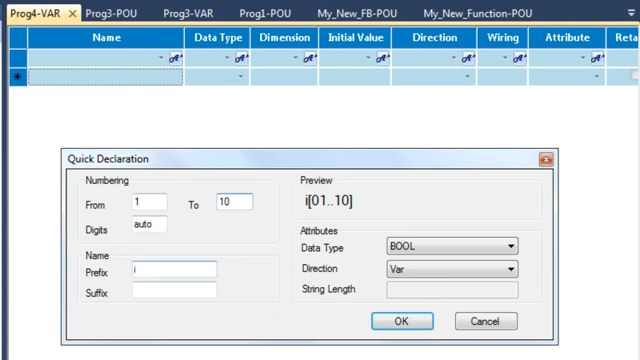 Prog4-VAR Prog3-POU Prog3-VAR Prog1-POU My_New_FB-POU My_New_Function-POU
Name Data Type Dimension Initial Value Direction Wiring Attribute Reta
Quick Declaration
Numbering
From 1 To 10
Digits auto
Name
Prefix i
Suffix
Preview
i[01..10]
Attributes
Data Type BOOL
Direction Var
String Length
OK Cancel